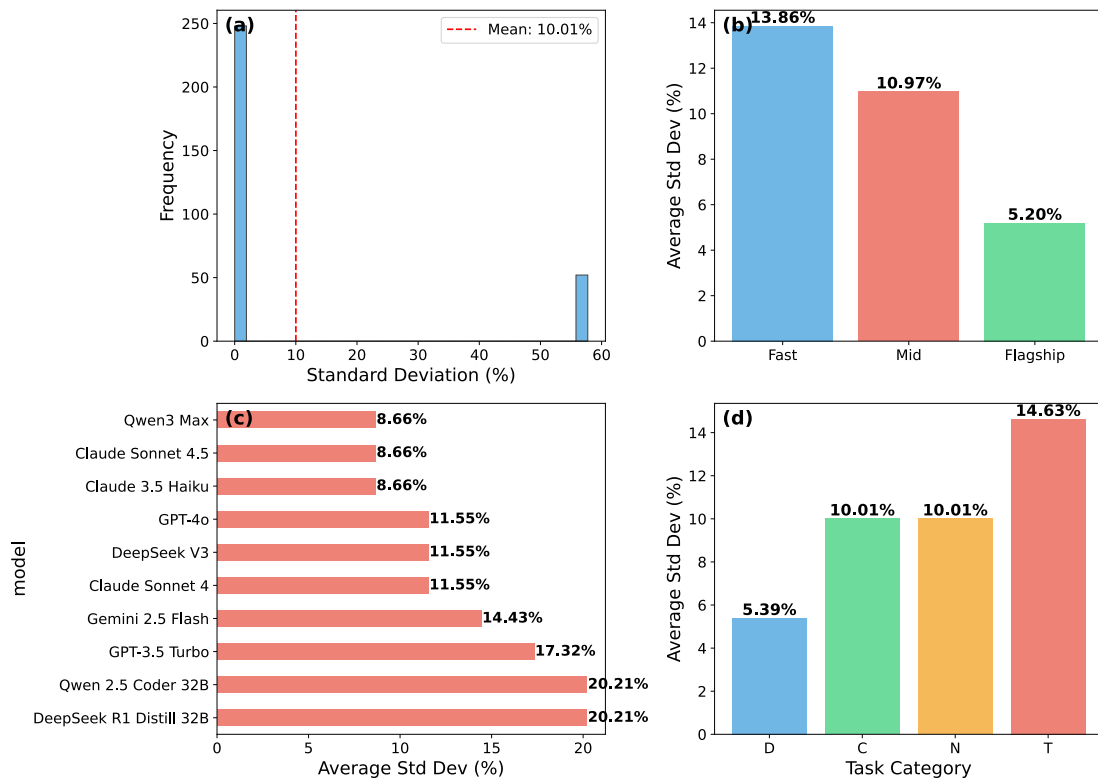 (a)
Mean: 10.01%
250
200
150
100
50
0
Frequency
0 10 20 30 40 50 60
Standard Deviation (%)
(b)
13.86%
10.97%
5.20%
14
12
10
8
6
4
2
0
Average Std Dev (%)
Fast Mid Flagship
(c)
model
Qwen3 Max 8.66%
Claude Sonnet 4.5 8.66%
Claude 3.5 Haiku 8.66%
GPT-4o 11.55%
DeepSeek V3 11.55%
Claude Sonnet 4 11.55%
Gemini 2.5 Flash 14.43%
GPT-3.5 Turbo 17.32%
Qwen 2.5 Coder 32B 20.21%
DeepSeek R1 Distill 32B 20.21%
0 5 10 15 20
Average Std Dev (%)
(d)
14.63%
10.01% 10.01%
5.39%
14
12
10
8
6
4
2
0
Average Std Dev (%)
D C N T
Task Category